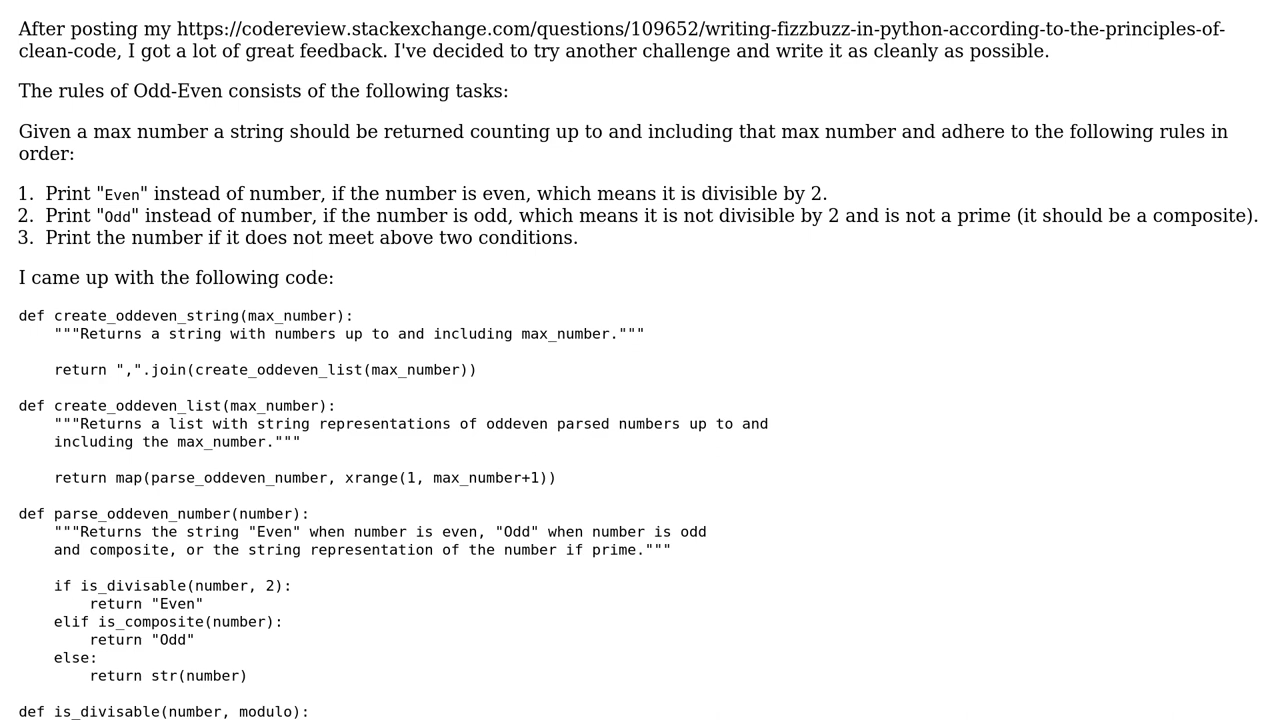 After posting my https://codereview.stackexchange.com/questions/109652/writing-fizzbuzz-in-python-according-to-the-principles-of-
clean-code, I got a lot of great feedback. I've decided to try another challenge and write it as cleanly as possible.
The rules of Odd-Even consists of the following tasks:
Given a max number a string should be returned counting up to and including that max number and adhere to the following rules in
order:
1. Print "Even" instead of number, if the number is even, which means it is divisible by 2.
2. Print "Odd" instead of number, if the number is odd, which means it is not divisible by 2 and is not a prime (it should be a composite).
3. Print the number if it does not meet above two conditions.
I came up with the following code:
def create_oddeven_string(max_number):
    """Returns a string with numbers up to and including max_number."""
    return ",".join(create_oddeven_list(max_number))
def create_oddeven_list(max_number):
    """Returns a list with string representations of oddeven parsed numbers up to and
    including the max_number."""
    return map(parse_oddeven_number, xrange(1, max_number+1))
def parse_oddeven_number(number):
    """Returns the string "Even" when number is even, "Odd" when number is odd
    and composite, or the string representation of the number if prime."""
    if is_divisable(number, 2):
        return "Even"
    elif is_composite(number):
        return "Odd"
    else:
        return str(number)
def is_divisable(number, modulo):